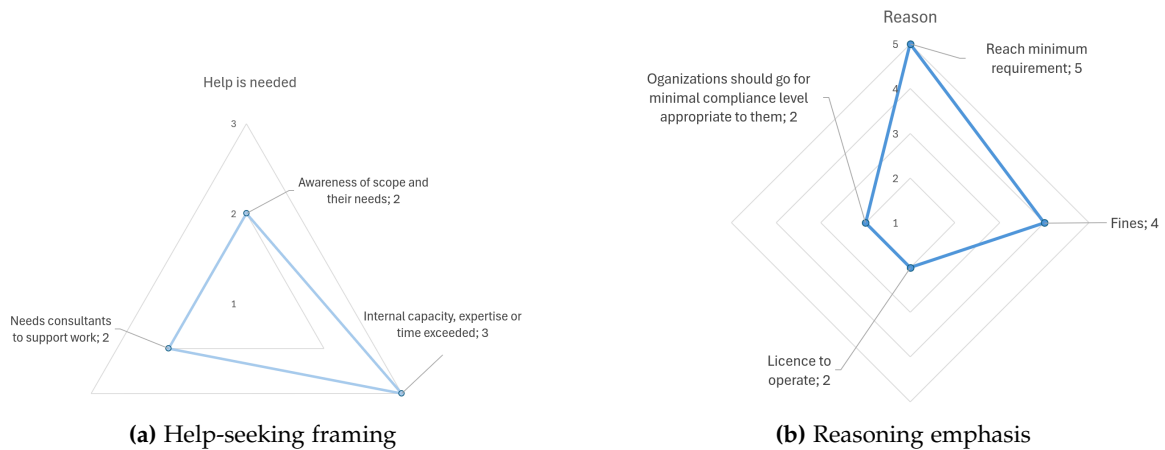 Help is needed
3
Awareness of scope and
their needs; 2
2
1
Needs consultants
to support work; 2
Internal capacity, expertise or
time exceeded; 3
(a) Help-seeking framing
Reason
5
Reach minimum
requirement; 5
Oganizations should go for
minimal compliance level
appropriate to them; 2
4
3
2
1
Fines; 4
Licence to
operate; 2
(b) Reasoning emphasis